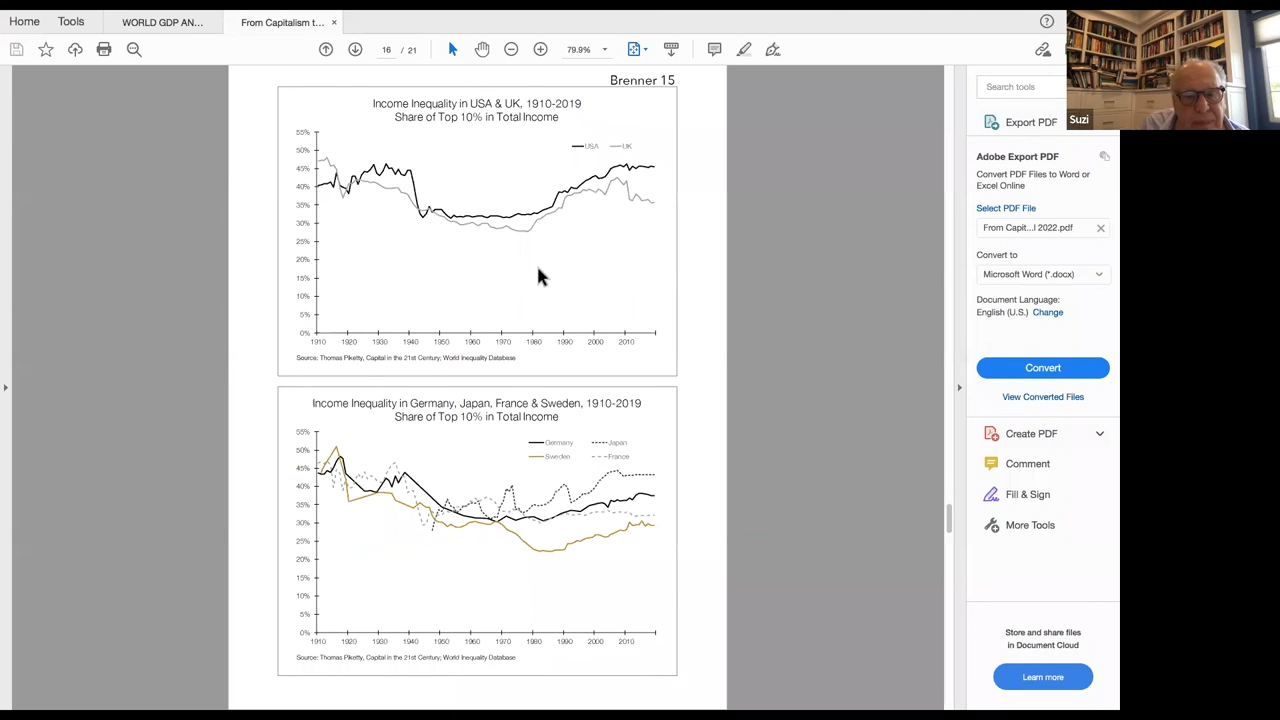 Home
Tools
WORLD GDP AN...
From Capitalism t...
×
16 / 21
79.9%
Suzi
Search tools
Export PDF
Adobe Export PDF
Convert PDF Files to Word or
Excel Online
Select PDF File
From Capit...l 2022.pdf
Convert to
Microsoft Word (*.docx)
Document Language:
English (U.S.) Change
Convert
View Converted Files
Create PDF
Comment
Fill & Sign
More Tools
Store and share files
in Document Cloud
Learn more
Brenner 15
Income Inequality in USA & UK, 1910-2019
Share of Top 10% in Total Income
USA UK
55%
50%
45%
40%
35%
30%
25%
20%
15%
10%
5%
0%
1910 1920 1930 1940 1950 1960 1970 1980 1990 2000 2010
Source: Thomas Piketty, Capital in the 21st Century; World Inequality Database
Income Inequality in Germany, Japan, France & Sweden, 1910-2019
Share of Top 10% in Total Income
Germany Japan
Sweden France
55%
50%
45%
40%
35%
30%
25%
20%
15%
10%
5%
0%
1910 1920 1930 1940 1950 1960 1970 1980 1990 2000 2010
Source: Thomas Piketty, Capital in the 21st Century; World Inequality Database